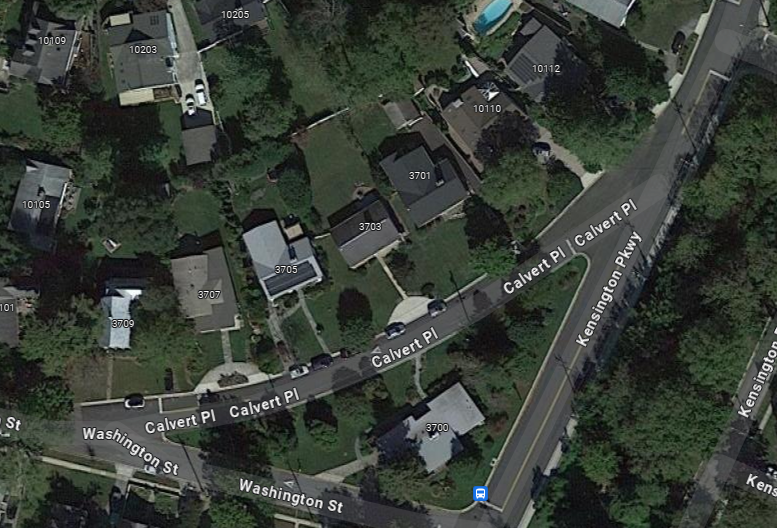 10205
10109
10203
10112
10110
3701
10105
3703
Calvert Pl | Calvert Pl
Kensington Pkwy
3705
3707
101
3709
Calvert Pl
Kensington
Calvert Pl Calvert Pl
St
Washington St
3700
Washington St
Kens